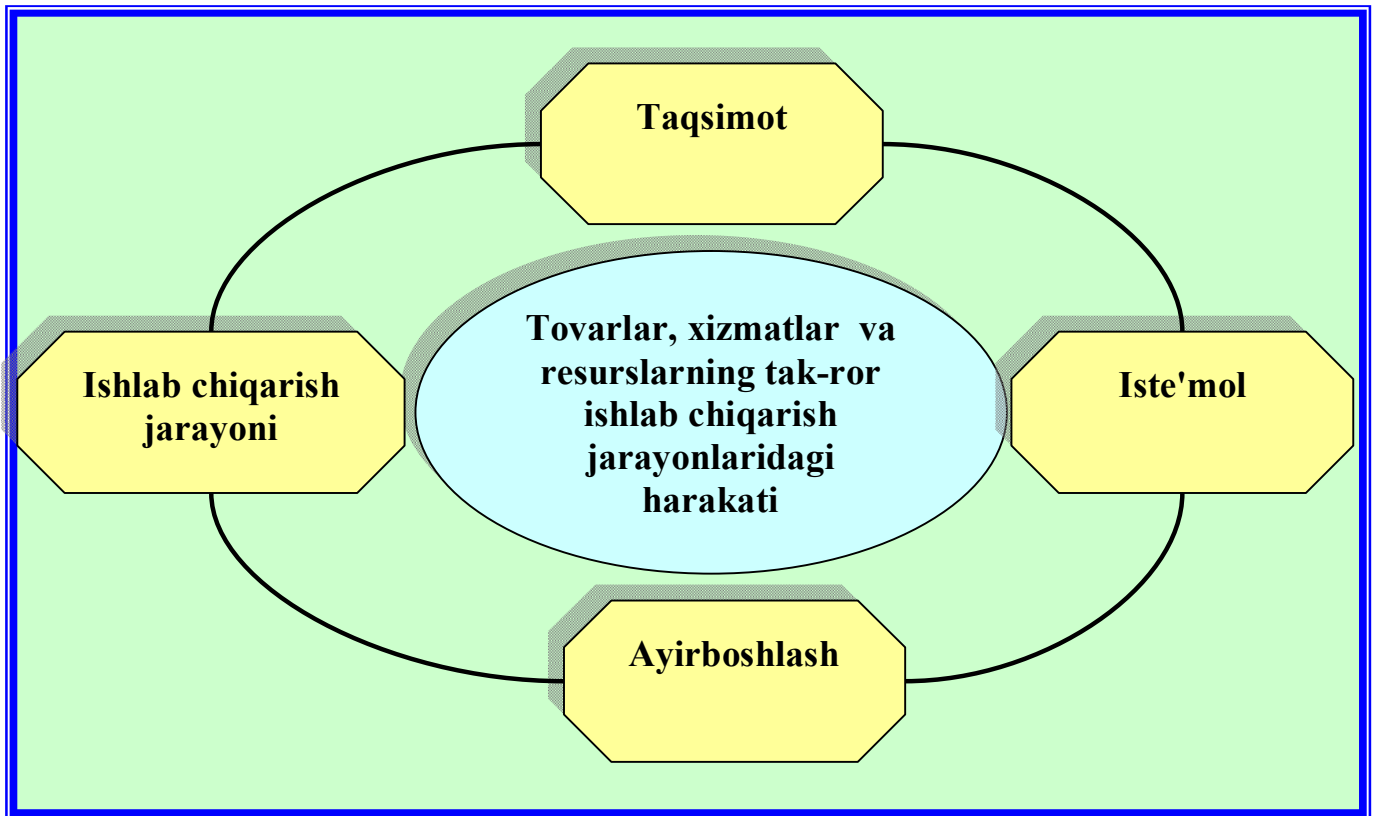 Taqsimot
Ishlab chiqarish
jarayoni
Tovarlar, xizmatlar va
resurslarning tak-ror
ishlab chiqarish
jarayonlaridagi
harakati
Iste'mol
Ayirboshlash